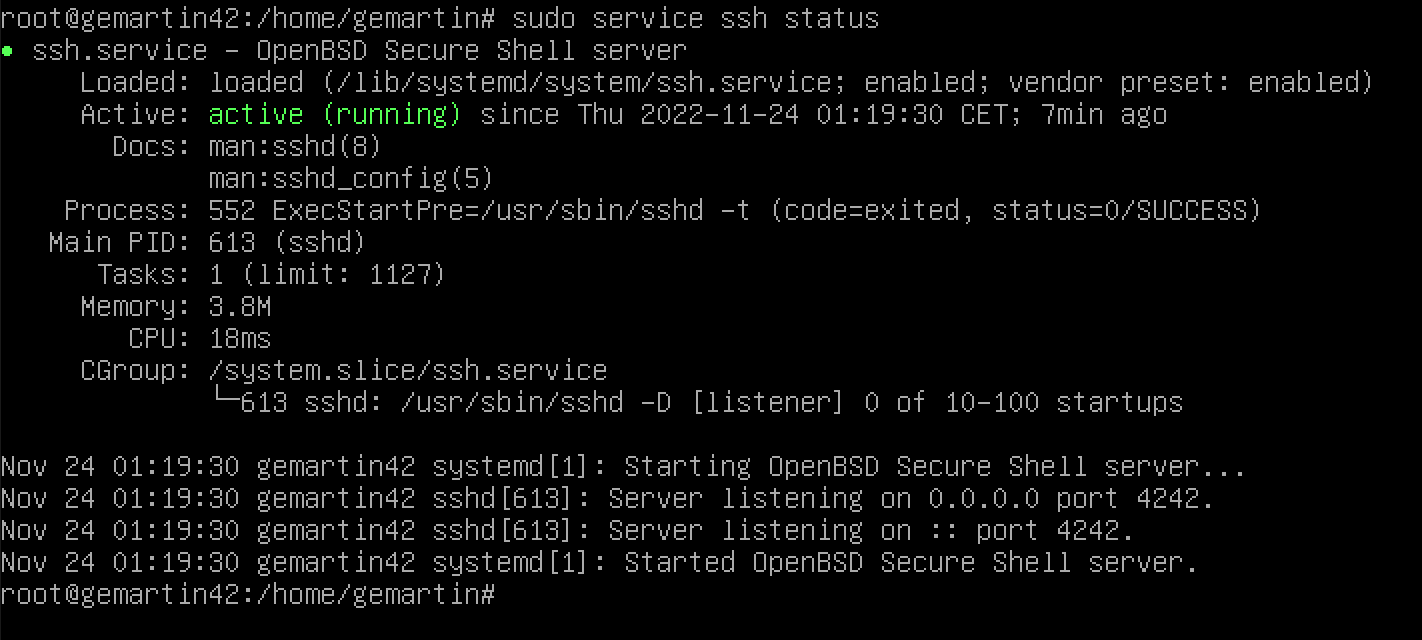 root@gemartin42:/home/gemartin# sudo service ssh status
● ssh.service - OpenBSD Secure Shell server
     Loaded: loaded (/lib/systemd/system/ssh.service; enabled; vendor preset: enabled)
     Active: active (running) since Thu 2022-11-24 01:19:30 CET; 7min ago
       Docs: man:sshd(8)
             man:sshd_config(5)
    Process: 552 ExecStartPre=/usr/sbin/sshd -t (code=exited, status=0/SUCCESS)
   Main PID: 613 (sshd)
      Tasks: 1 (limit: 1127)
     Memory: 3.8M
        CPU: 18ms
     CGroup: /system.slice/ssh.service
             └─613 sshd: /usr/sbin/sshd -D [listener] 0 of 10-100 startups

Nov 24 01:19:30 gemartin42 systemd[1]: Starting OpenBSD Secure Shell server...
Nov 24 01:19:30 gemartin42 sshd[613]: Server listening on 0.0.0.0 port 4242.
Nov 24 01:19:30 gemartin42 sshd[613]: Server listening on :: port 4242.
Nov 24 01:19:30 gemartin42 systemd[1]: Started OpenBSD Secure Shell server.
root@gemartin42:/home/gemartin#